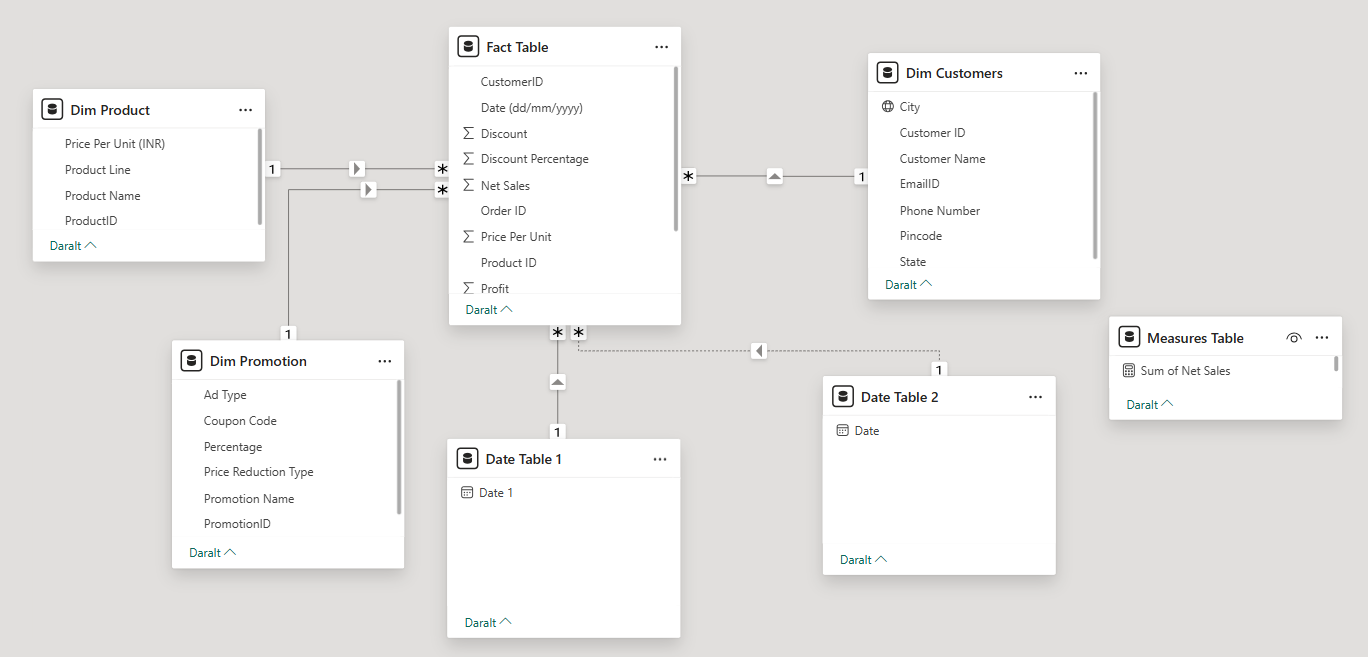 Dim Product
Price Per Unit (INR)
Product Line
Product Name
ProductID
Daralt
1
*
*
1
Fact Table
CustomerID
Date (dd/mm/yyyy)
Discount
Discount Percentage
Net Sales
Order ID
Price Per Unit
Product ID
Profit
Daralt
*
1
*
*
Dim Customers
City
Customer ID
Customer Name
EmailID
Phone Number
Pincode
State
Daralt
Dim Promotion
Ad Type
Coupon Code
Percentage
Price Reduction Type
Promotion Name
PromotionID
Daralt
1
Date Table 1
Date 1
Daralt
1
Date Table 2
Date
Daralt
Measures Table
Sum of Net Sales
Daralt